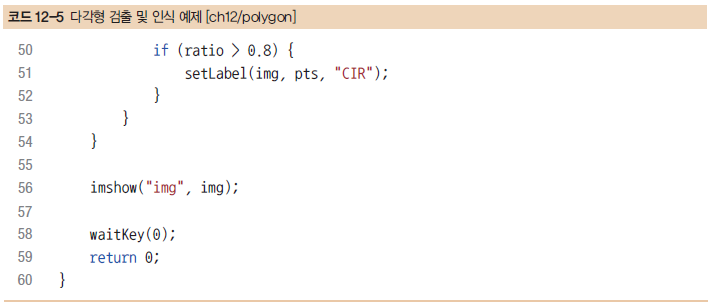 코드 12-5 다각형 검출 및 인식 예제 [ch12/polygon]
50 if (ratio > 0.8) {
51 setLabel(img, pts, "CIR");
52 }
53 }
54 }
55
56 imshow("img", img);
57
58 waitKey(0);
59 return 0;
60 }